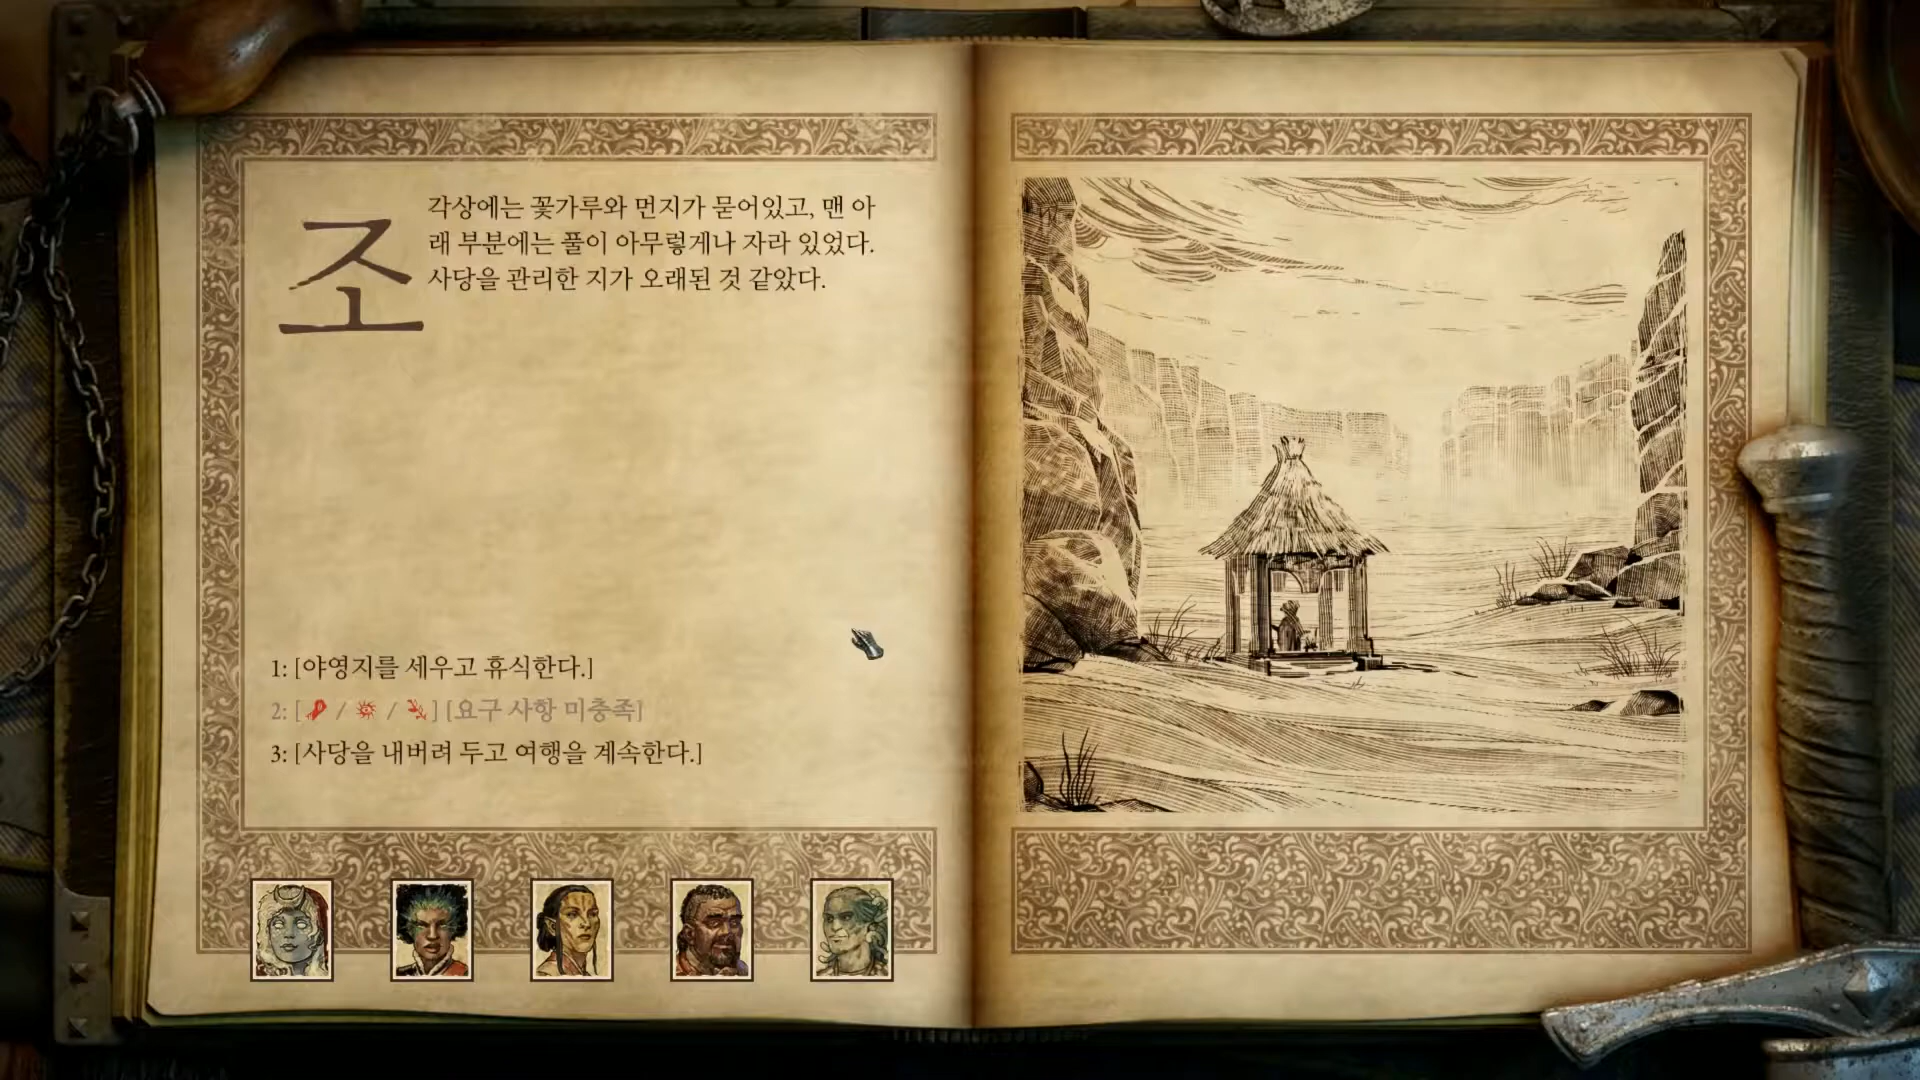 조각상에는 꽃가루와 먼지가 묻어있고, 맨 아
래 부분에는 풀이 아무렇게나 자라 있었다.
사당을 관리한 지가 오래된 것 같았다.
1: [야영지를 세우고 휴식한다.]
2: [ / / ] [요구 사항 미충족]
3: [사당을 내버려 두고 여행을 계속한다.]